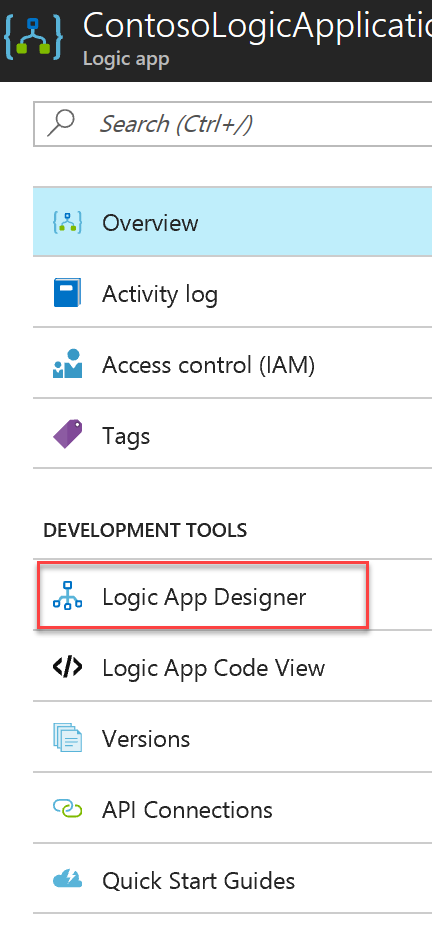 ContosoLogicApplicatio
Logic app
Search (Ctrl+/)
Overview
Activity log
Access control (IAM)
Tags
DEVELOPMENT TOOLS
Logic App Designer
Logic App Code View
Versions
API Connections
Quick Start Guides